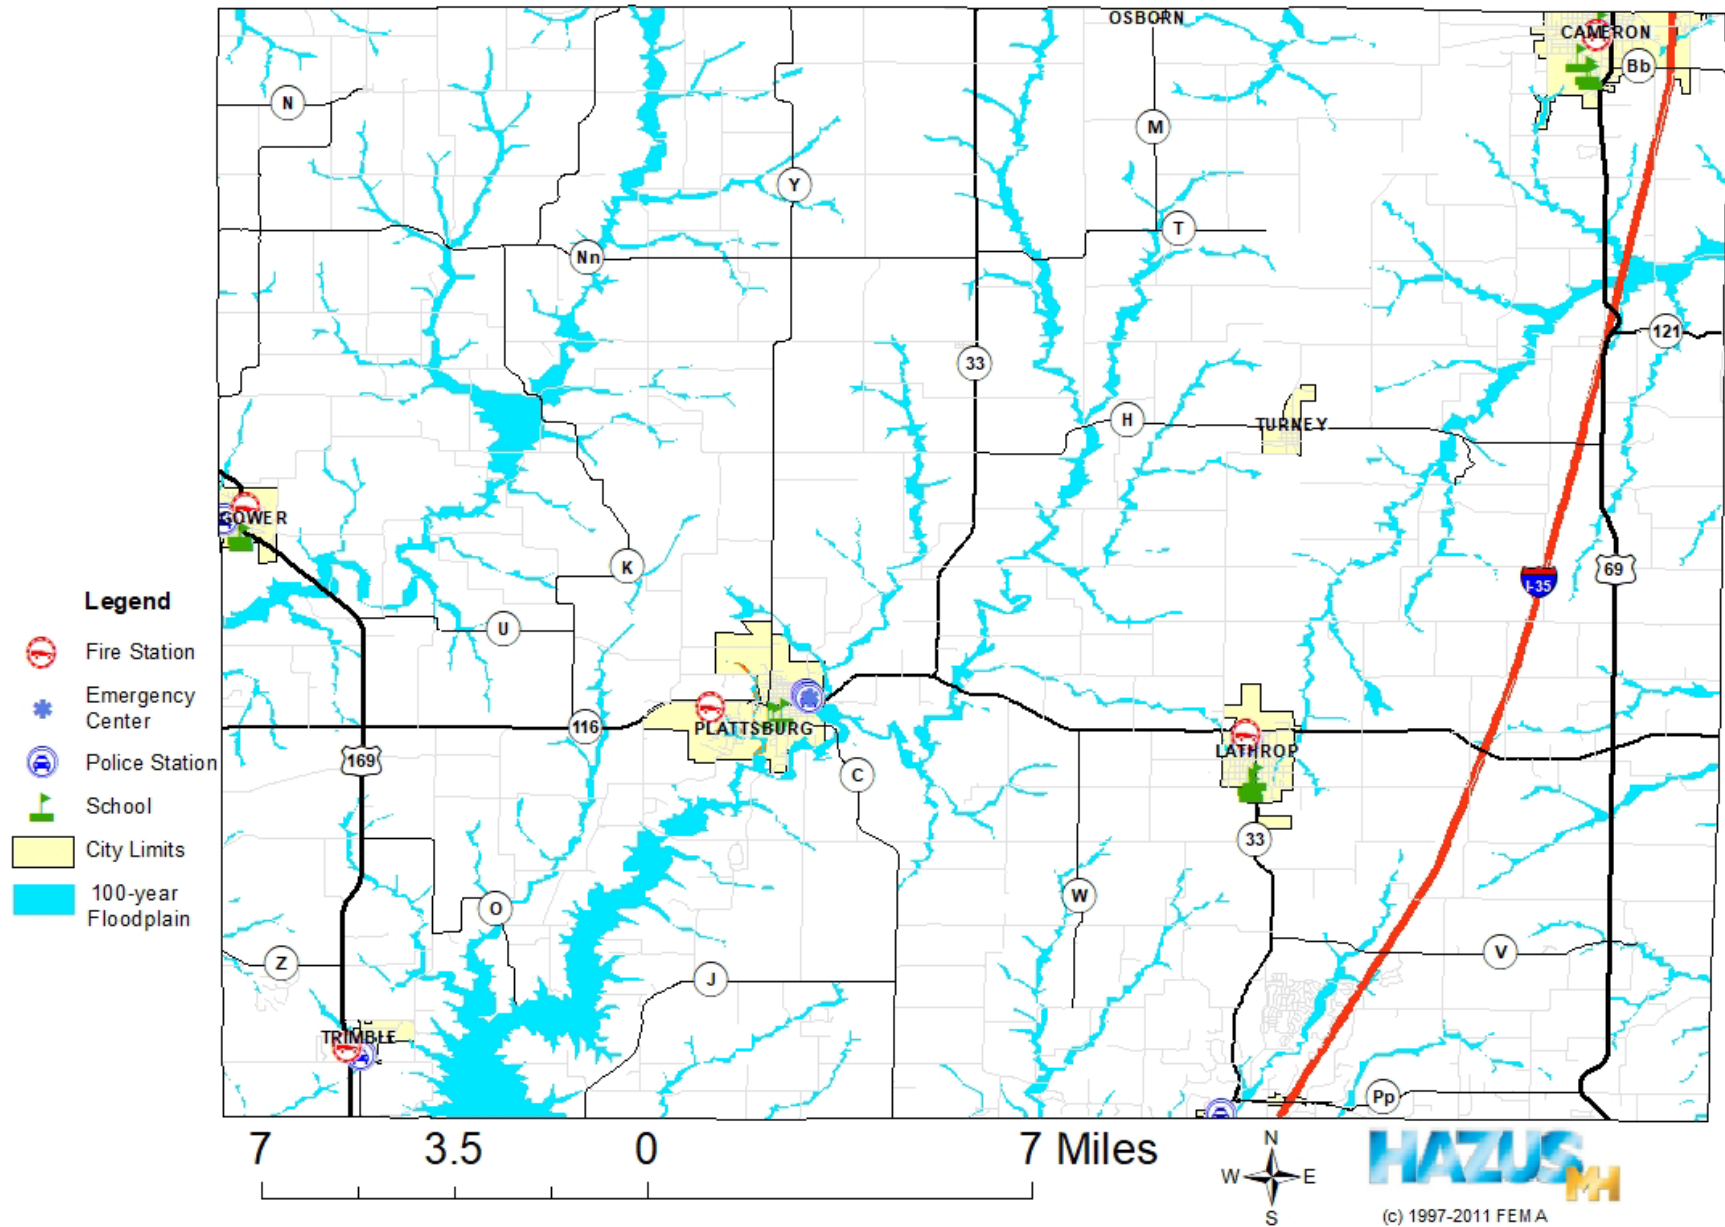 OSBORN
CAMERON
Bb
N
M
Y
T
Nn
121
33
H
TURNEY
GOWER
K
69
I-35
Legend
U
Fire Station
Emergency
Center
116
PLATTSBURG
LATHROP
169
Police Station
C
School
33
City Limits
100-year
Floodplain
W
O
Z
J
V
TRIMBLE
Pp
7 3.5 0 7 Miles
N
W E
S
HAZUS
MH
(c) 1997-2011 FEMA